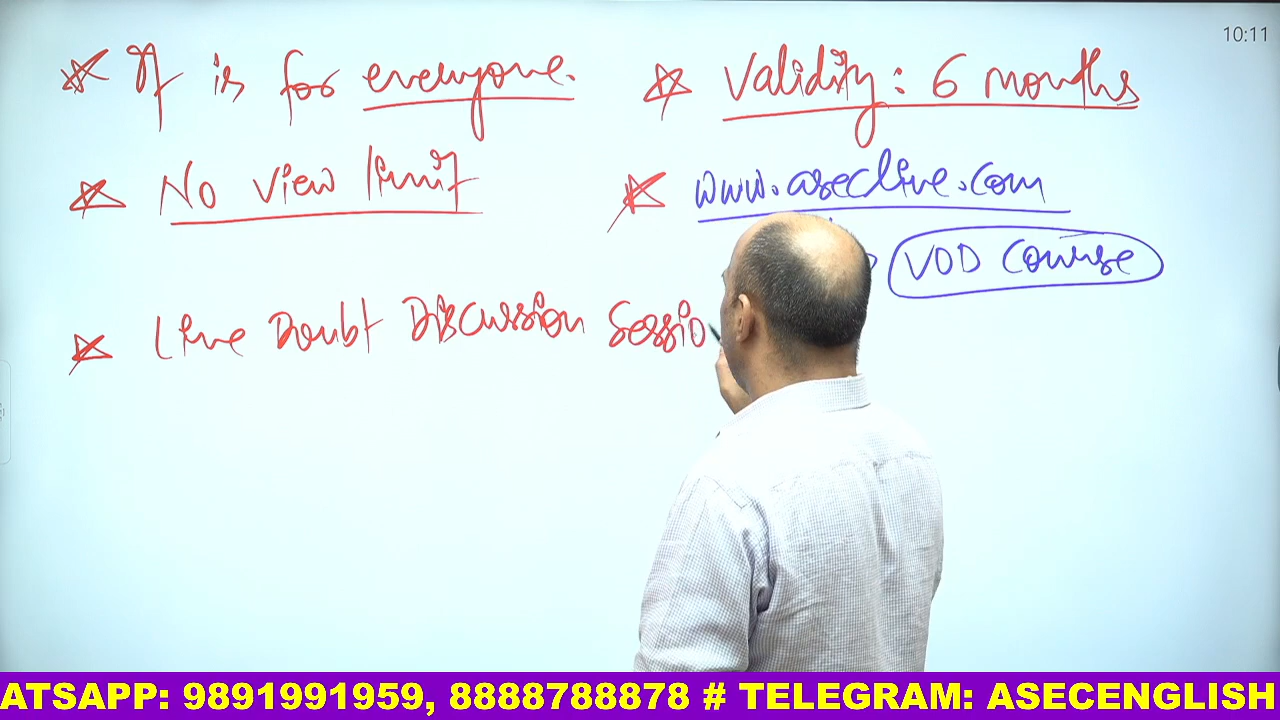 10:11
It is for everyone.
Validity: 6 months
No view limit
www.aseclive.com
VOD Course
Live Doubt Discussion Sessio
ATSAPP: 9891991959, 8888788878 # TELEGRAM: ASECENGLISH